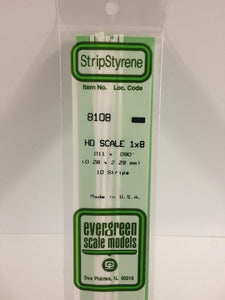 StripStyrene
Item No. Loc. Code
8108
HO SCALE 1x8
.011 x .090"
(0.28 x 2.29 mm)
10 Strips
Made in U.S.A.
evergreen
scale models
Des Plaines, IL 60018